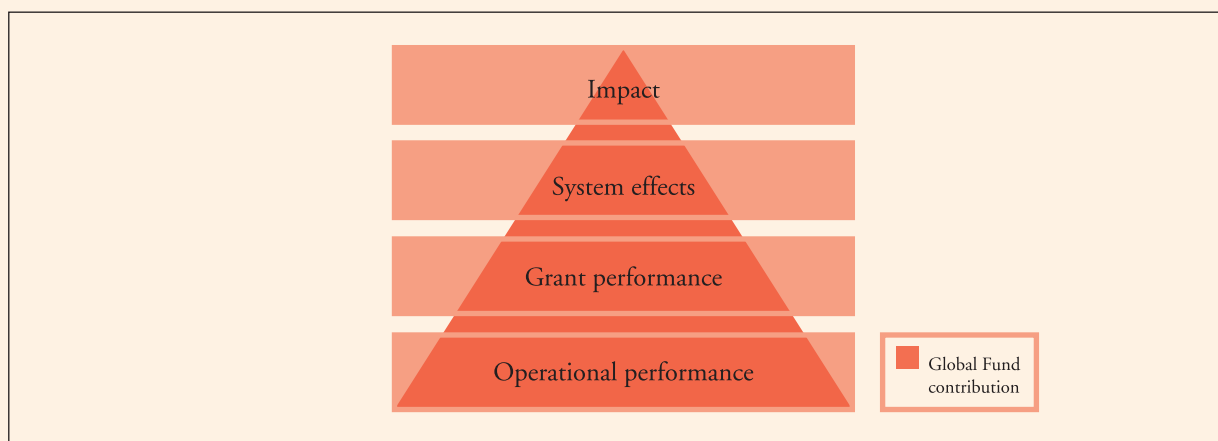 Impact
System effects
Grant performance
Operational performance
Global Fund
contribution